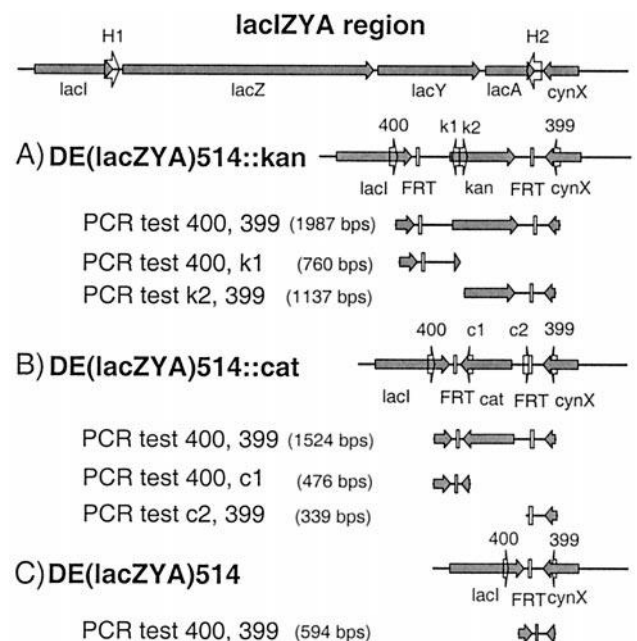 lacIZYA region
H1 H2
lacI lacZ lacY lacA cynX
400 k1 k2 399
A) DE(lacZYA)514::kan
lacI FRT kan FRT cynX
PCR test 400, 399 (1987 bps)
PCR test 400, k1 (760 bps)
PCR test k2, 399 (1137 bps)
400 c1 c2 399
B) DE(lacZYA)514::cat
lacI FRT cat FRT cynX
PCR test 400, 399 (1524 bps)
PCR test 400, c1 (476 bps)
PCR test c2, 399 (339 bps)
400 399
C) DE(lacZYA)514
lacI FRT cynX
PCR test 400, 399 (594 bps)